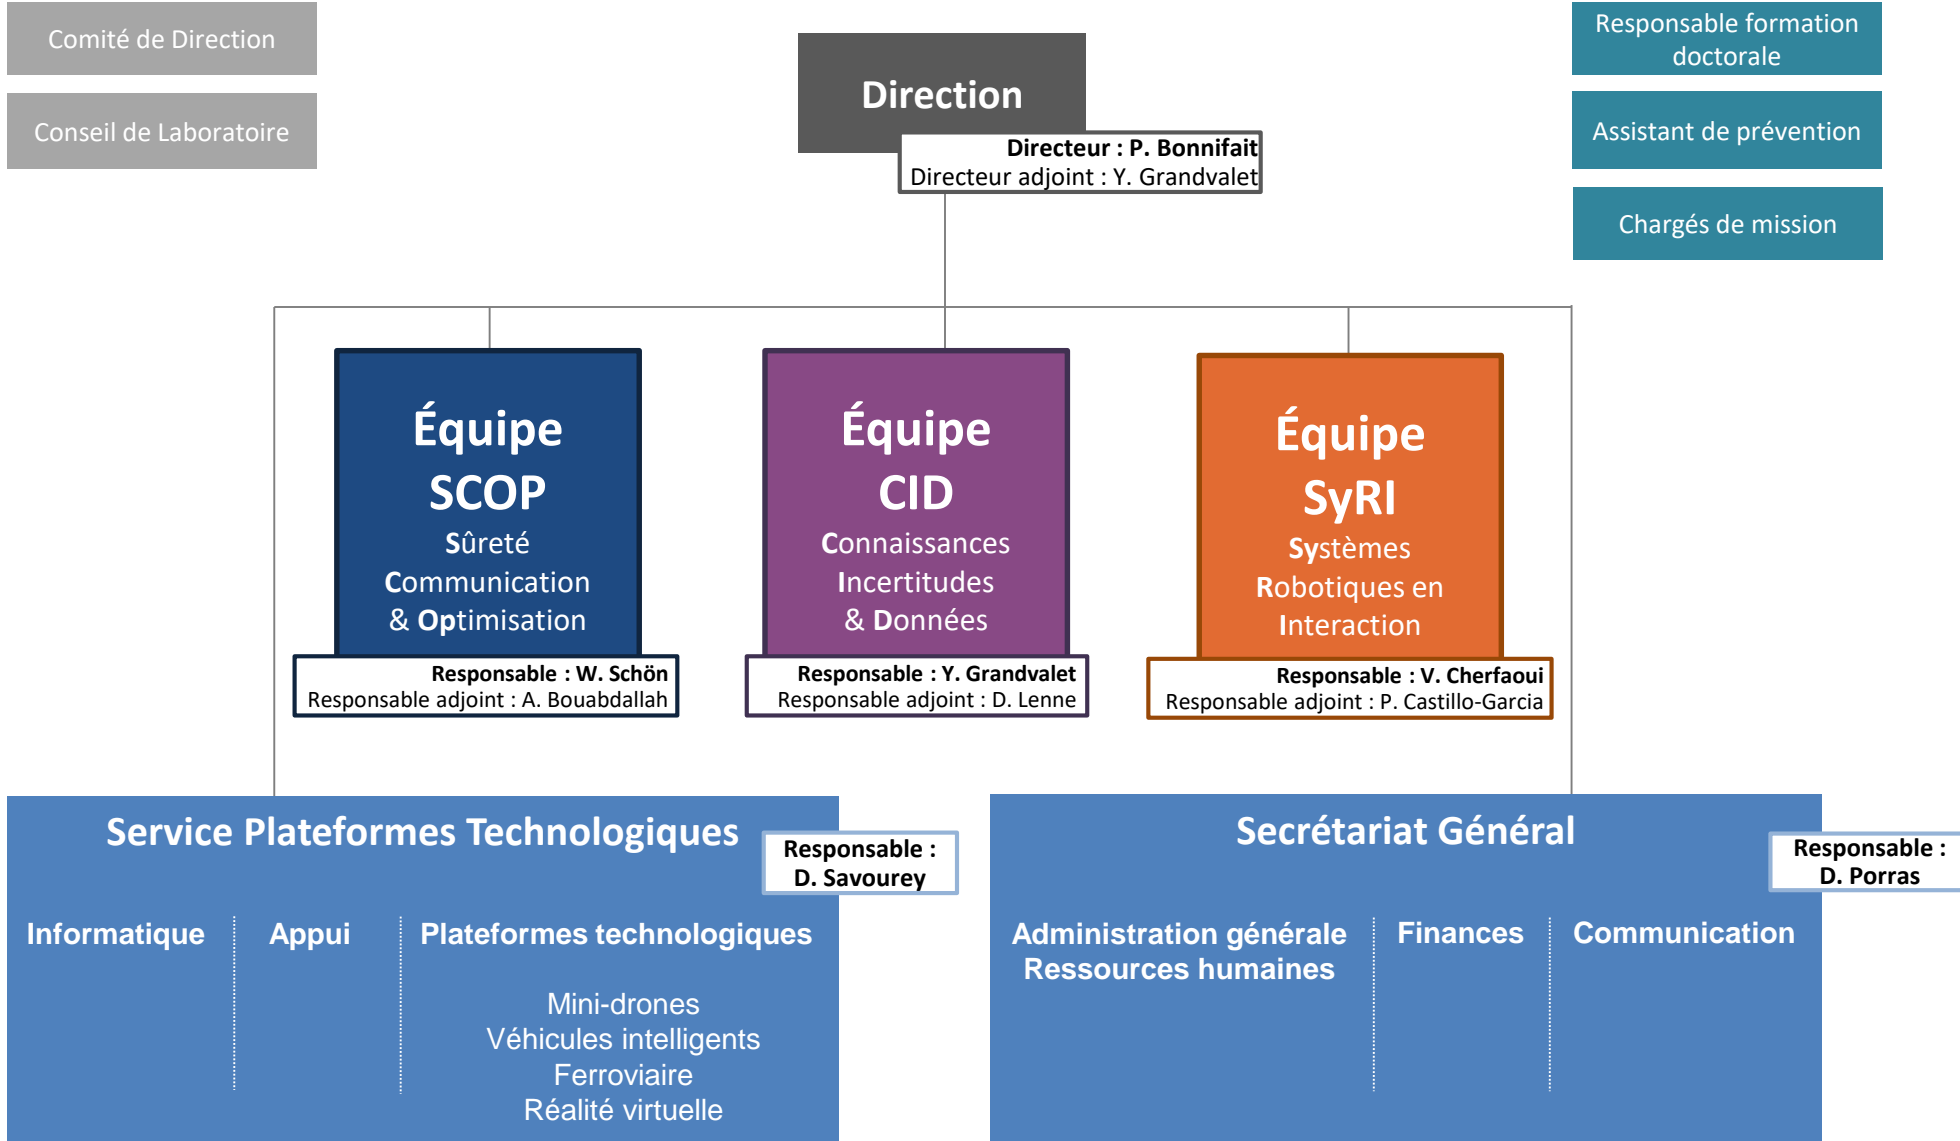 Comité de Direction
Conseil de Laboratoire
Direction
Directeur : P. Bonnifait
Directeur adjoint : Y. Grandvalet
Responsable formation
doctorale
Assistant de prévention
Chargés de mission
Équipe
SCOP
Sûreté
Communication
& Optimisation
Responsable : W. Schön
Responsable adjoint : A. Bouabdallah
Équipe
CID
Connaissances
Incertitudes
& Données
Responsable : Y. Grandvalet
Responsable adjoint : D. Lenne
Équipe
SyRI
Systèmes
Robotiques en
Interaction
Responsable : V. Cherfaoui
Responsable adjoint : P. Castillo-Garcia
Service Plateformes Technologiques
Responsable :
D. Savourey
Informatique
Appui
Plateformes technologiques
Mini-drones
Véhicules intelligents
Ferroviaire
Réalité virtuelle
Secrétariat Général
Responsable :
D. Porras
Administration générale
Ressources humaines
Finances
Communication